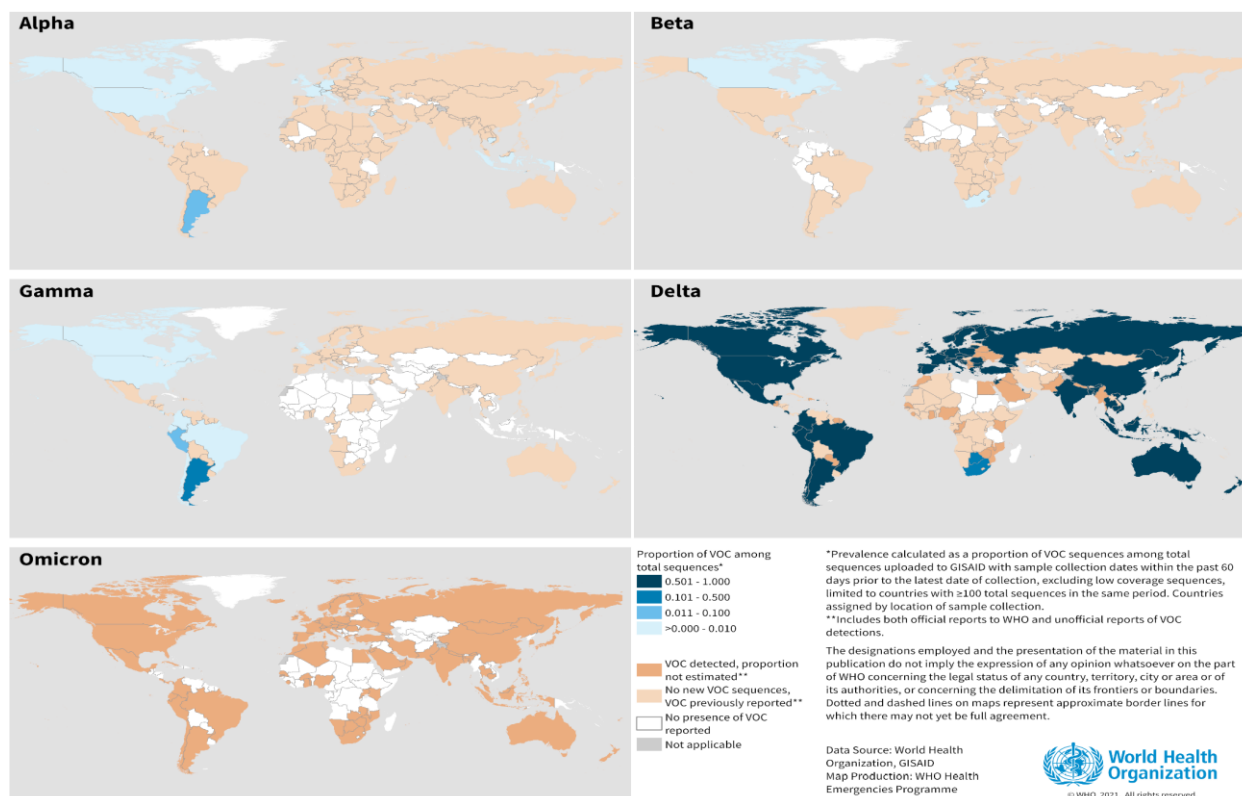 Alpha
Beta
Gamma
Delta
Omicron
Proportion of VOC among
total sequences*
0.501 - 1.000
0.101 - 0.500
0.011 - 0.100
>0.000 - 0.010
VOC detected, proportion
not estimated**
No new VOC sequences,
VOC previously reported**
No presence of VOC
reported
Not applicable
*Prevalence calculated as a proportion of VOC sequences among total
sequences uploaded to GISAID with sample collection dates within the past 60
days prior to the latest date of collection, excluding low coverage sequences,
limited to countries with ≥100 total sequences in the same period. Countries
assigned by location of sample collection.
**Includes both official reports to WHO and unofficial reports of VOC
detections.
The designations employed and the presentation of the material in this
publication do not imply the expression of any opinion whatsoever on the part
of WHO concerning the legal status of any country, territory, city or area or of
its authorities, or concerning the delimitation of its frontiers or boundaries.
Dotted and dashed lines on maps represent approximate border lines for
which there may not yet be full agreement.
Data Source: World Health
Organization, GISAID
Map Production: WHO Health
Emergencies Programme
World Health
Organization
© WHO 2021. All rights reserved.